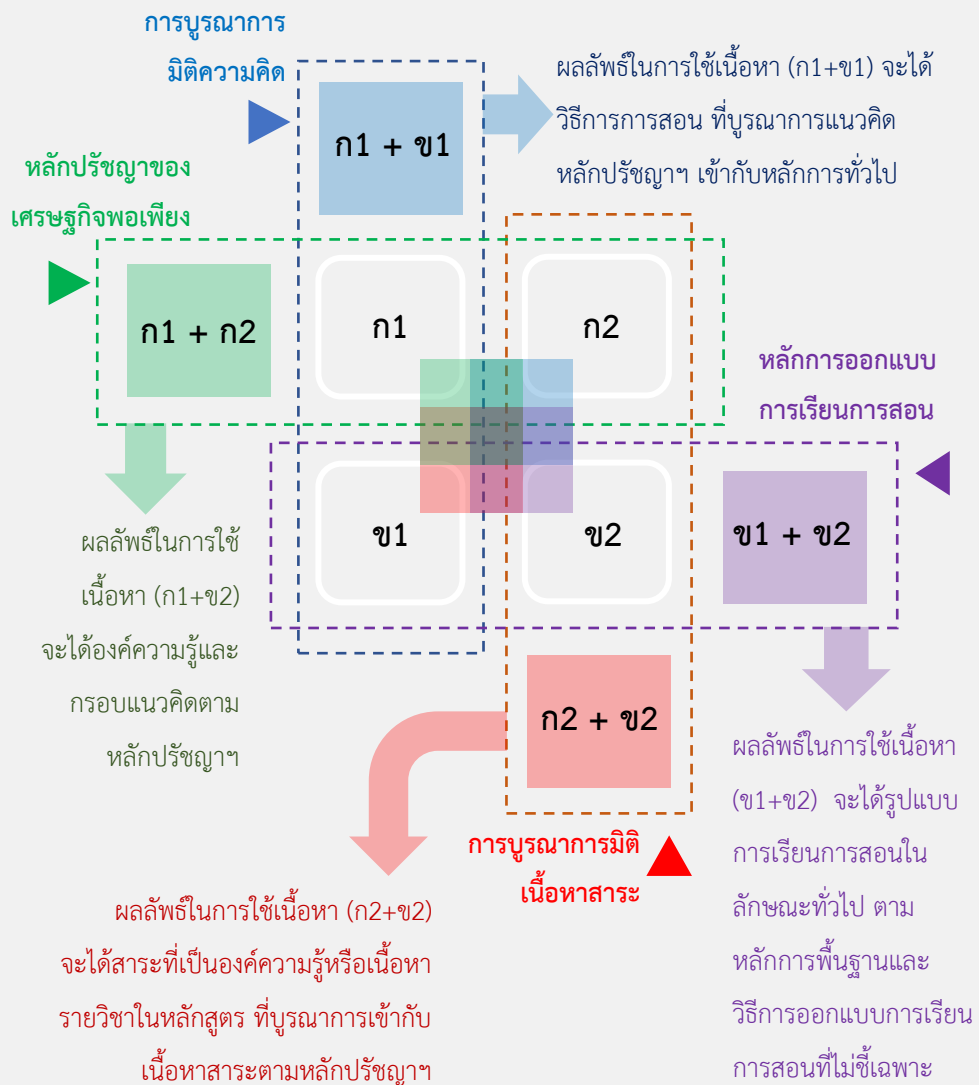 การบูรณาการ
มิติความคิด
ก1 + ข1
ผลลัพธ์ในการใช้เนื้อหา (ก1+ข1) จะได้
วิธีการการสอน ที่บูรณาการแนวคิด
หลักปรัชญาฯ เข้ากับหลักการทั่วไป
หลักปรัชญาของ
เศรษฐกิจพอเพียง
ก1 + ก2
ก1
ก2
หลักการออกแบบ
การเรียนการสอน
ข1
ข2
ข1 + ข2
ผลลัพธ์ในการใช้
เนื้อหา (ก1+ข2)
จะได้องค์ความรู้และ
กรอบแนวคิดตาม
หลักปรัชญาฯ
ก2 + ข2
ผลลัพธ์ในการใช้เนื้อหา
(ข1+ข2) จะได้รูปแบบ
การเรียนการสอนใน
ลักษณะทั่วไป ตาม
หลักการพื้นฐานและ
วิธีการออกแบบการเรียน
การสอนที่ไม่ชี้เฉพาะ
การบูรณาการมิติ
เนื้อหาสาระ
ผลลัพธ์ในการใช้เนื้อหา (ก2+ข2)
จะได้สาระที่เป็นองค์ความรู้หรือเนื้อหา
รายวิชาในหลักสูตร ที่บูรณาการเข้ากับ
เนื้อหาสาระตามหลักปรัชญาฯ